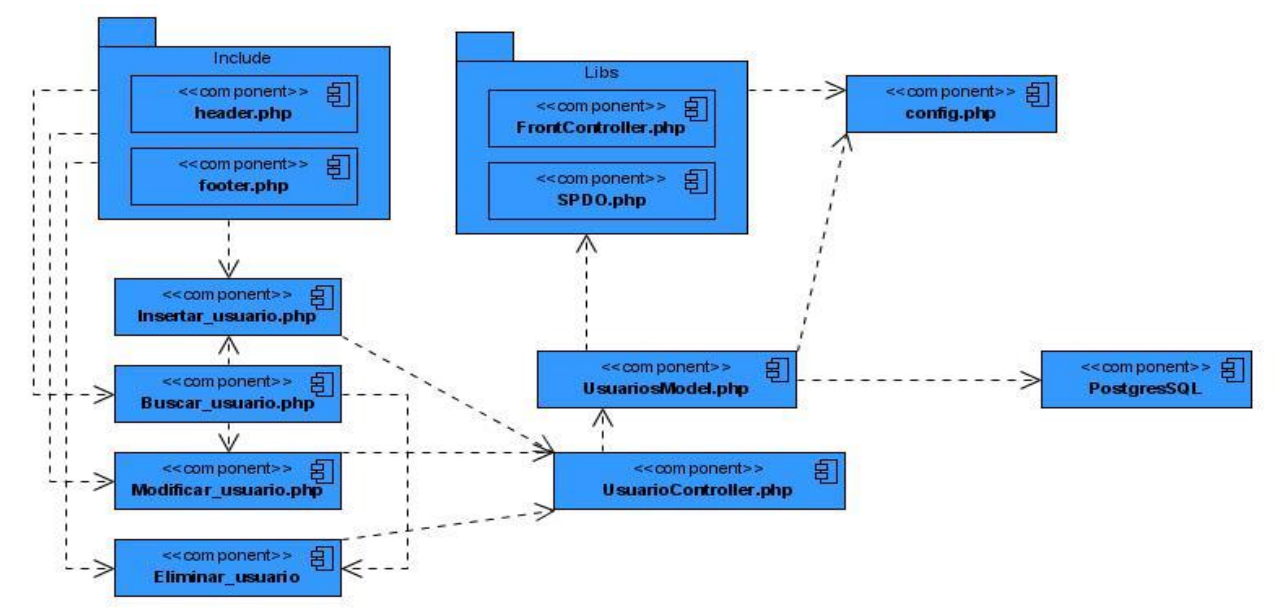 Include
<<component>>
header.php
<<component>>
footer.php
Libs
<<component>>
FrontController.php
<<component>>
SPDO.php
<<component>>
config.php
<<component>>
Insertar_usuario.php
<<component>>
Buscar_usuario.php
<<component>>
Modificar_usuario.php
<<component>>
Eliminar_usuario
<<component>>
UsuariosModel.php
<<component>>
UsuarioController.php
<<component>>
PostgresSQL